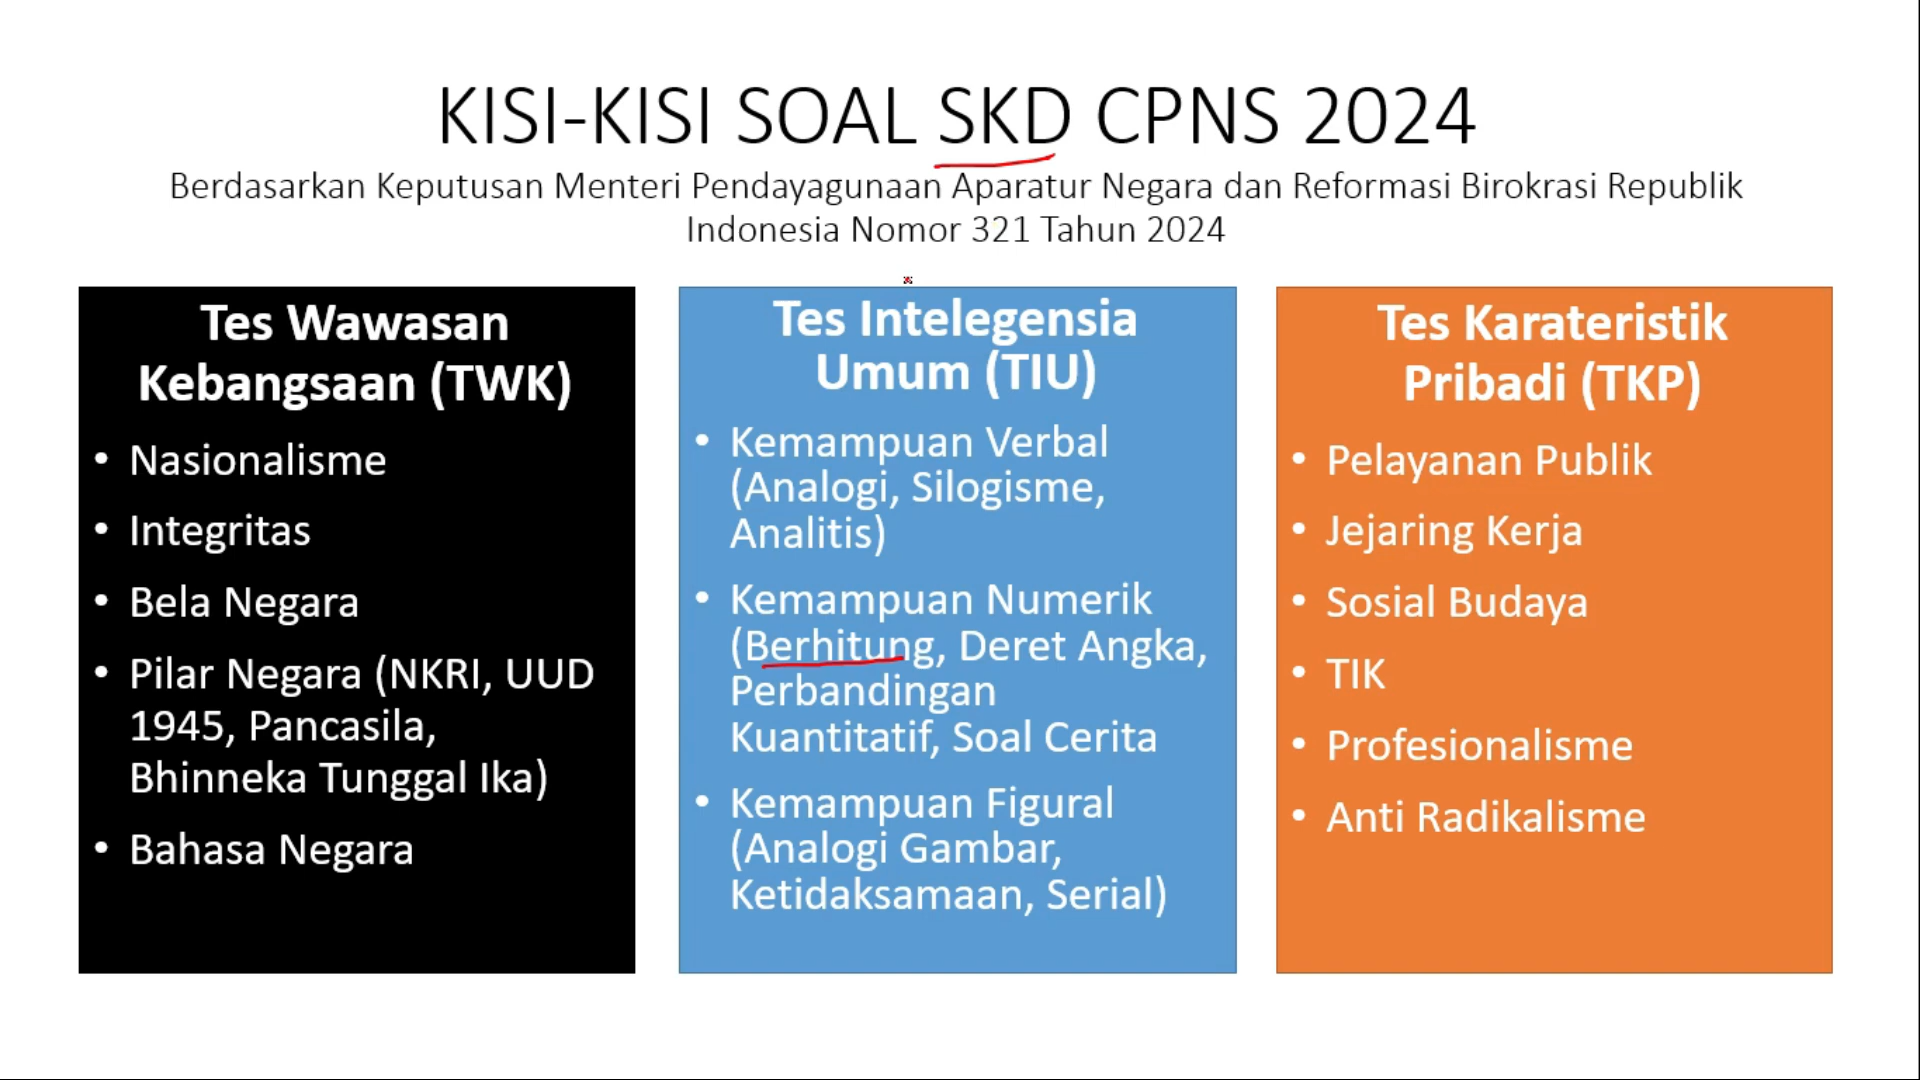 KISI-KISI SOAL SKD CPNS 2024
Berdasarkan Keputusan Menteri Pendayagunaan Aparatur Negara dan Reformasi Birokrasi Republik
Indonesia Nomor 321 Tahun 2024
Tes Wawasan
Kebangsaan (TWK)
• Nasionalisme
• Integritas
• Bela Negara
• Pilar Negara (NKRI, UUD
1945, Pancasila,
Bhinneka Tunggal Ika)
• Bahasa Negara
Tes Intelegensia
Umum (TIU)
• Kemampuan Verbal
(Analogi, Silogisme,
Analitis)
• Kemampuan Numerik
(Berhitung, Deret Angka,
Perbandingan
Kuantitatif, Soal Cerita
• Kemampuan Figural
(Analogi Gambar,
Ketidaksamaan, Serial)
Tes Karateristik
Pribadi (TKP)
• Pelayanan Publik
• Jejaring Kerja
• Sosial Budaya
• TIK
• Profesionalisme
• Anti Radikalisme